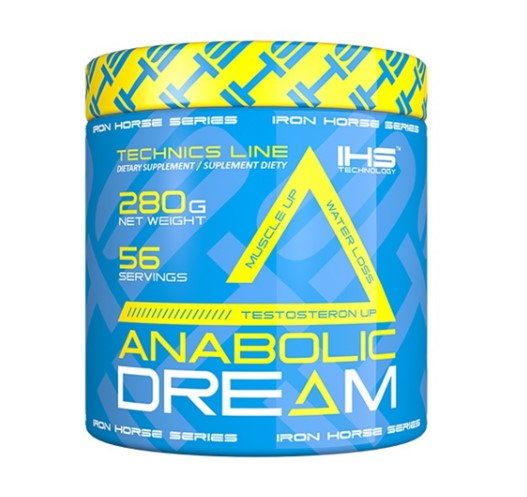 IRON HORSE SERIES IRON HORSE SERIES
TECHNICS LINE
DIETARY SUPPLEMENT / SUPLEMENT DIETY
IHS™
TECHNOLOGY
280G
NET WEIGHT
56
SERVINGS
MUSCLE UP
WATER LOSS
TESTOSTERON UP
ANABOLIC
DREAM
IRON HORSE SERIES IRON HORSE SERIES